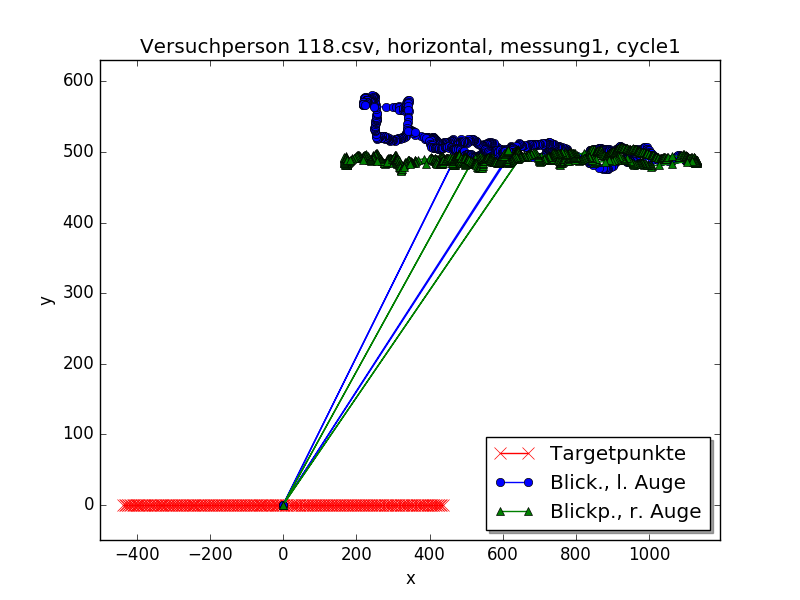 Versuchperson 118.csv, horizontal, messung1, cycle1
600
500
400
300
200
100
0
y
−400 −200 0 200 400 600 800 1000
x
Targetpunkte
Blick., l. Auge
Blickp., r. Auge